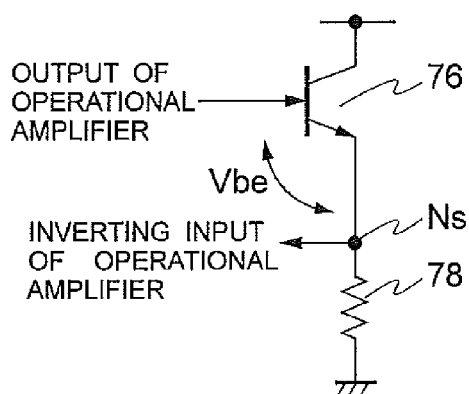 OUTPUT OF
OPERATIONAL
AMPLIFIER
76
Vbe
Ns
INVERTING INPUT
OF OPERATIONAL
AMPLIFIER
78